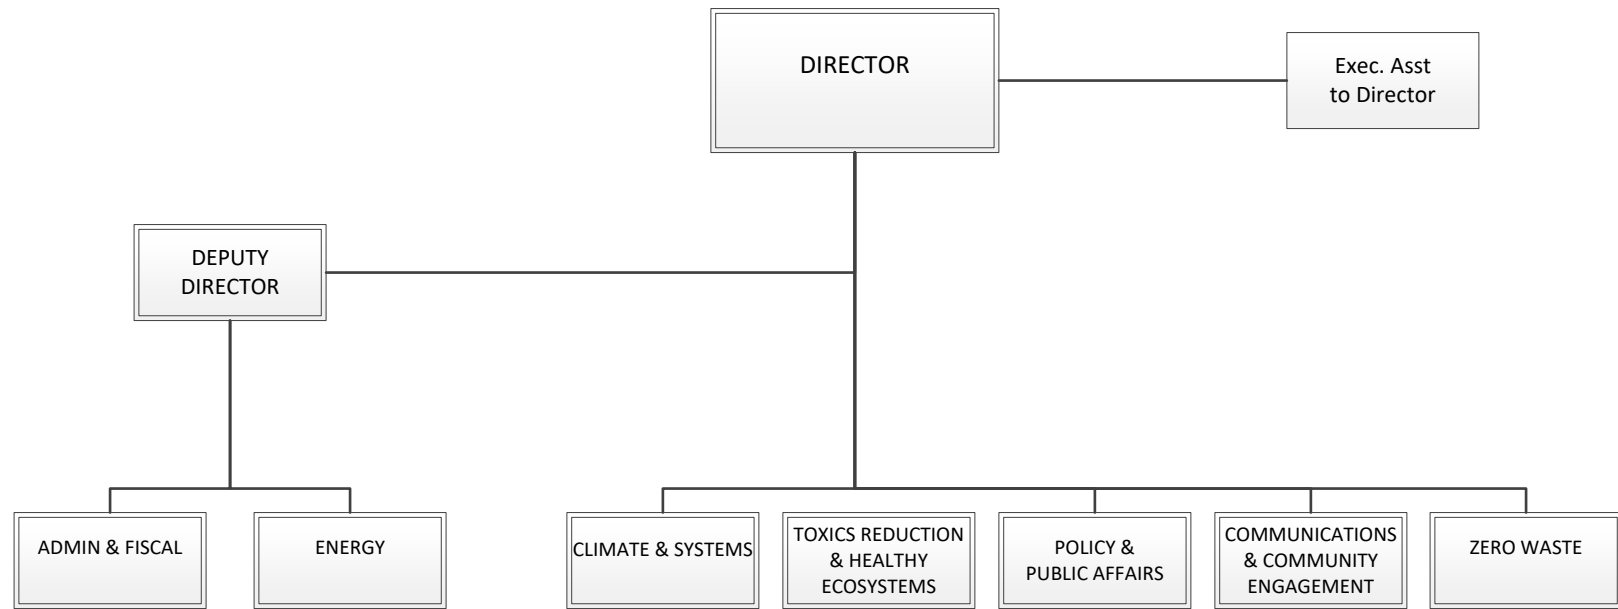 DIRECTOR
Exec. Asst
to Director
DEPUTY
DIRECTOR
ADMIN & FISCAL
ENERGY
CLIMATE & SYSTEMS
TOXICS REDUCTION
& HEALTHY
ECOSYSTEMS
POLICY &
PUBLIC AFFAIRS
COMMUNICATIONS
& COMMUNITY
ENGAGEMENT
ZERO WASTE